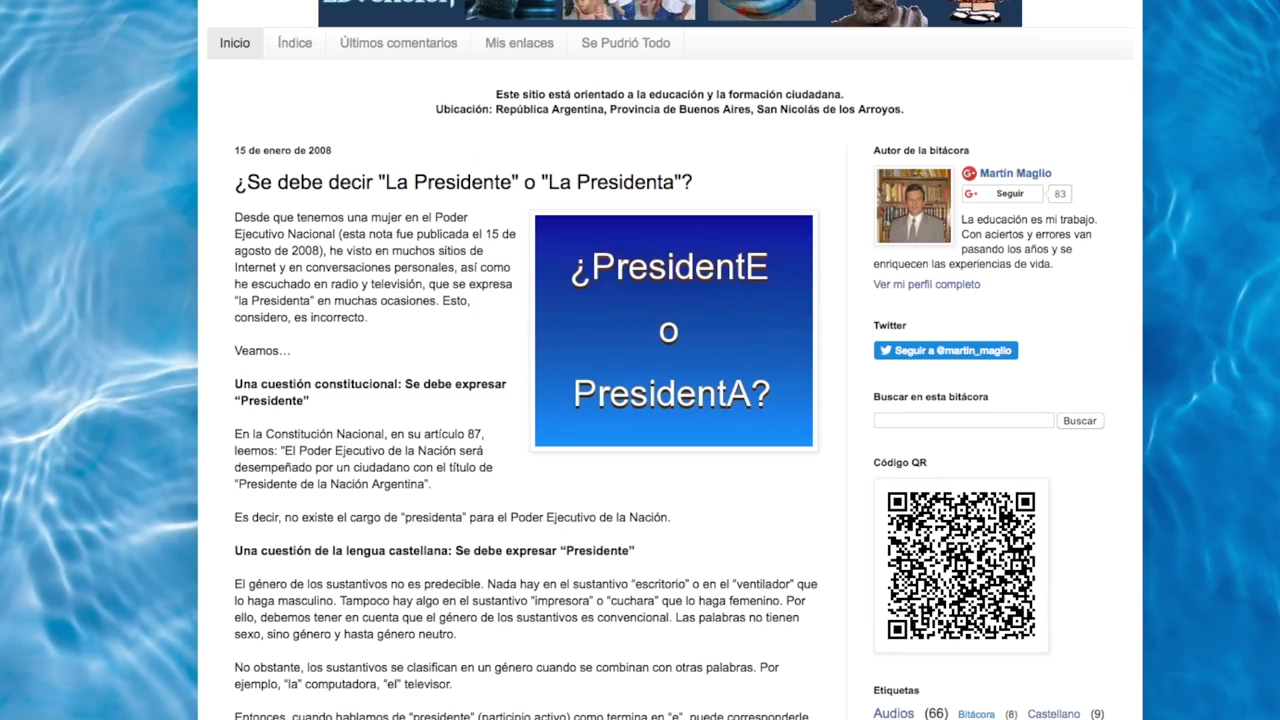 Inicio
Índice
Últimos comentarios
Mis enlaces
Se Pudrió Todo
Este sitio está orientado a la educación y la formación ciudadana.
Ubicación: República Argentina, Provincia de Buenos Aires, San Nicolás de los Arroyos.
15 de enero de 2008
¿Se debe decir "La Presidente" o "La Presidenta"?
Desde que tenemos una mujer en el Poder
Ejecutivo Nacional (esta nota fue publicada el 15 de
agosto de 2008), he visto en muchos sitios de
Internet y en conversaciones personales, así como
he escuchado en radio y televisión, que se expresa
“la Presidenta” en muchas ocasiones. Esto,
considero, es incorrecto.
¿PresidentE
o
PresidentA?
Veamos…
Una cuestión constitucional: Se debe expresar
“Presidente”
En la Constitución Nacional, en su artículo 87,
leemos: “El Poder Ejecutivo de la Nación será
desempeñado por un ciudadano con el título de
“Presidente de la Nación Argentina”.
Es decir, no existe el cargo de “presidenta” para el Poder Ejecutivo de la Nación.
Una cuestión de la lengua castellana: Se debe expresar “Presidente”
El género de los sustantivos no es predecible. Nada hay en el sustantivo “escritorio” o en el “ventilador” que
lo haga masculino. Tampoco hay algo en el sustantivo “impresora” o “cuchara” que lo haga femenino. Por
ello, debemos tener en cuenta que el género de los sustantivos es convencional. Las palabras no tienen
sexo, sino género y hasta género neutro.
No obstante, los sustantivos se clasifican en un género cuando se combinan con otras palabras. Por
ejemplo, “la” computadora, “el” televisor.
Entonces, cuando hablamos de “presidente” (participio activo) como termina en “e”, puede corresponderle
Autor de la bitácora
Martín Maglio
G+ Seguir 83
La educación es mi trabajo.
Con aciertos y errores van
pasando los años y se
enriquecen las experiencias de vida.
Ver mi perfil completo
Twitter
Seguir a @martin_maglio
Buscar en esta bitácora
Buscar
Código QR
Etiquetas
Audios (66) Bitácora (8) Castellano (9)